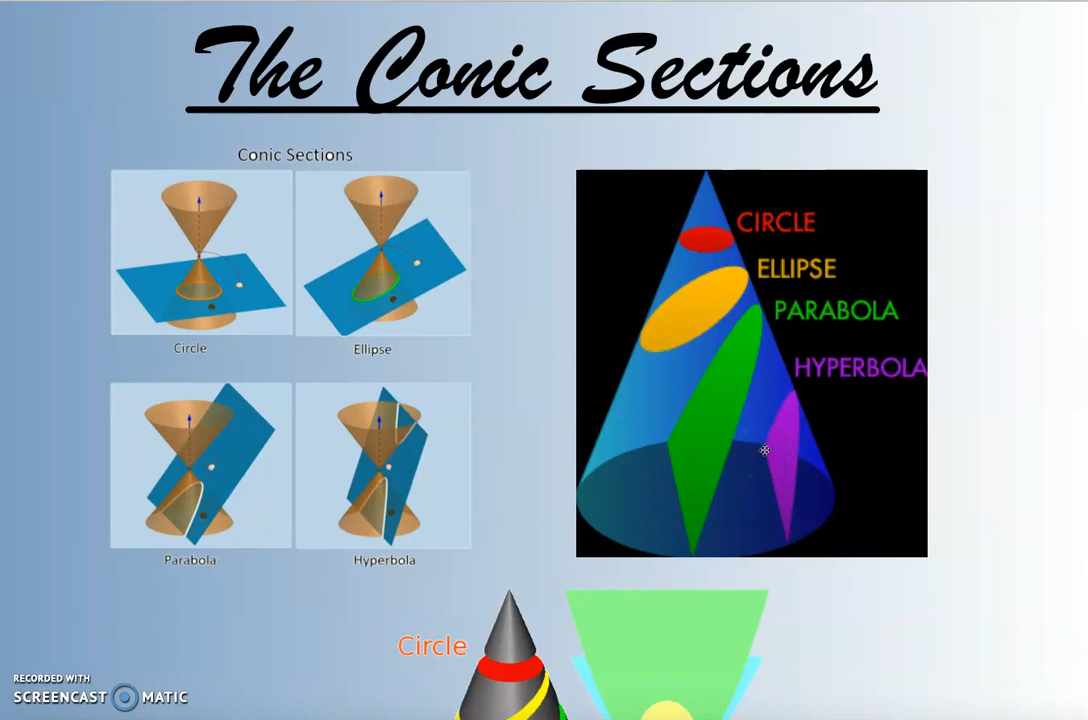 The Conic Sections
Conic Sections
Circle
Ellipse
Parabola
Hyperbola
CIRCLE
ELLIPSE
PARABOLA
HYPERBOLA
Circle
RECORDED WITH
SCREENCAST MATIC